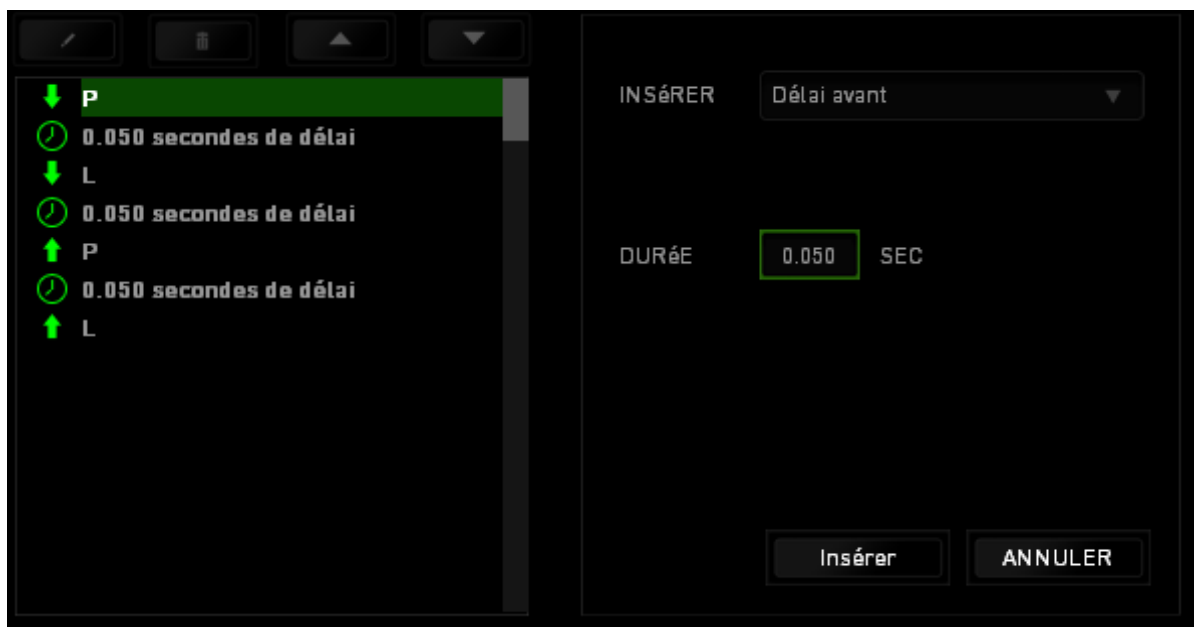 P
0.050 secondes de délai
L
0.050 secondes de délai
P
0.050 secondes de délai
L
INSéRER Délai avant
DURéE 0.050 SEC
Insérer ANNULER